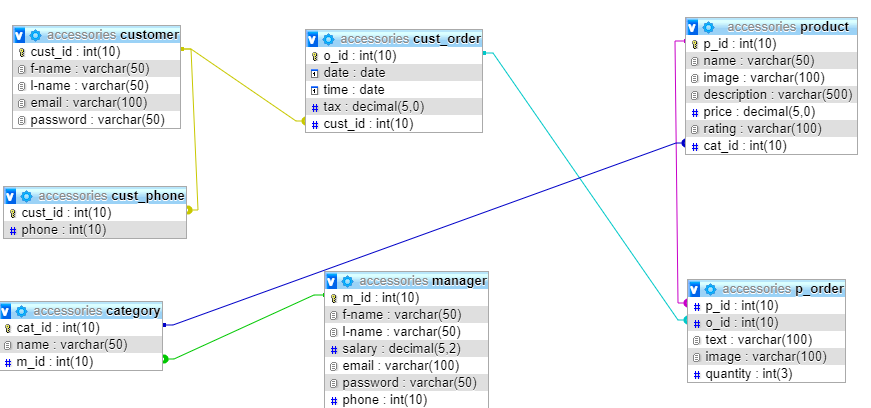 accessories customer
cust_id : int(10)
f-name : varchar(50)
l-name : varchar(50)
email : varchar(100)
password : varchar(50)
accessories cust_order
o_id : int(10)
date : date
time : date
tax : decimal(5,0)
cust_id : int(10)
accessories product
p_id : int(10)
name : varchar(50)
image : varchar(100)
description : varchar(500)
price : decimal(5,0)
rating : varchar(100)
cat_id : int(10)
accessories cust_phone
cust_id : int(10)
phone : int(10)
accessories category
cat_id : int(10)
name : varchar(50)
m_id : int(10)
accessories manager
m_id : int(10)
f-name : varchar(50)
l-name : varchar(50)
salary : decimal(5,2)
email : varchar(100)
password : varchar(50)
phone : int(10)
accessories p_order
p_id : int(10)
o_id : int(10)
text : varchar(100)
image : varchar(100)
quantity : int(3)